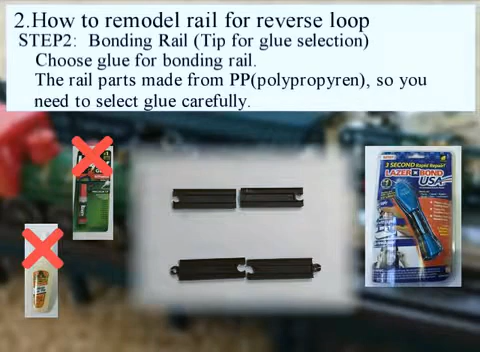 2.How to remodel rail for reverse loop
STEP2: Bonding Rail (Tip for glue selection)
Choose glue for bonding rail.
The rail parts made from PP(polypropyren), so you
need to select glue carefully.
3 SECOND Rapid Repair!
LAZER BOND
USA